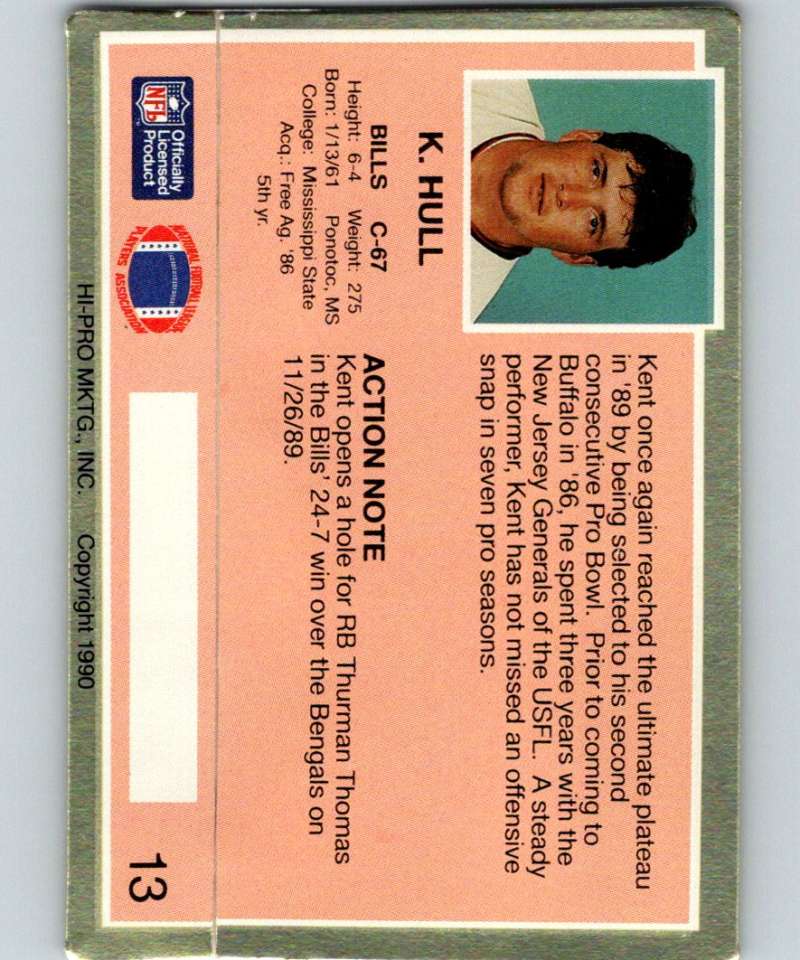 K. HULL
BILLS C-67
Height: 6-4 Weight: 275
Born: 1/13/61 Ponotoc, MS
College: Mississippi State
Acq.: Free Ag. '86
5th yr.
Kent once again reached the ultimate plateau
in '89 by being selected to his second
consecutive Pro Bowl. Prior to coming to
Buffalo in '86, he spent three years with the
New Jersey Generals of the USFL. A steady
performer, Kent has not missed an offensive
snap in seven pro seasons.
ACTION NOTE
Kent opens a hole for RB Thurman Thomas
in the Bills' 24-7 win over the Bengals on
11/26/89.
NFL
Officially
Licensed
Product
NATIONAL FOOTBALL LEAGUE
PLAYERS ASSOCIATION
13
HI-PRO MKTG., INC. Copyright 1990